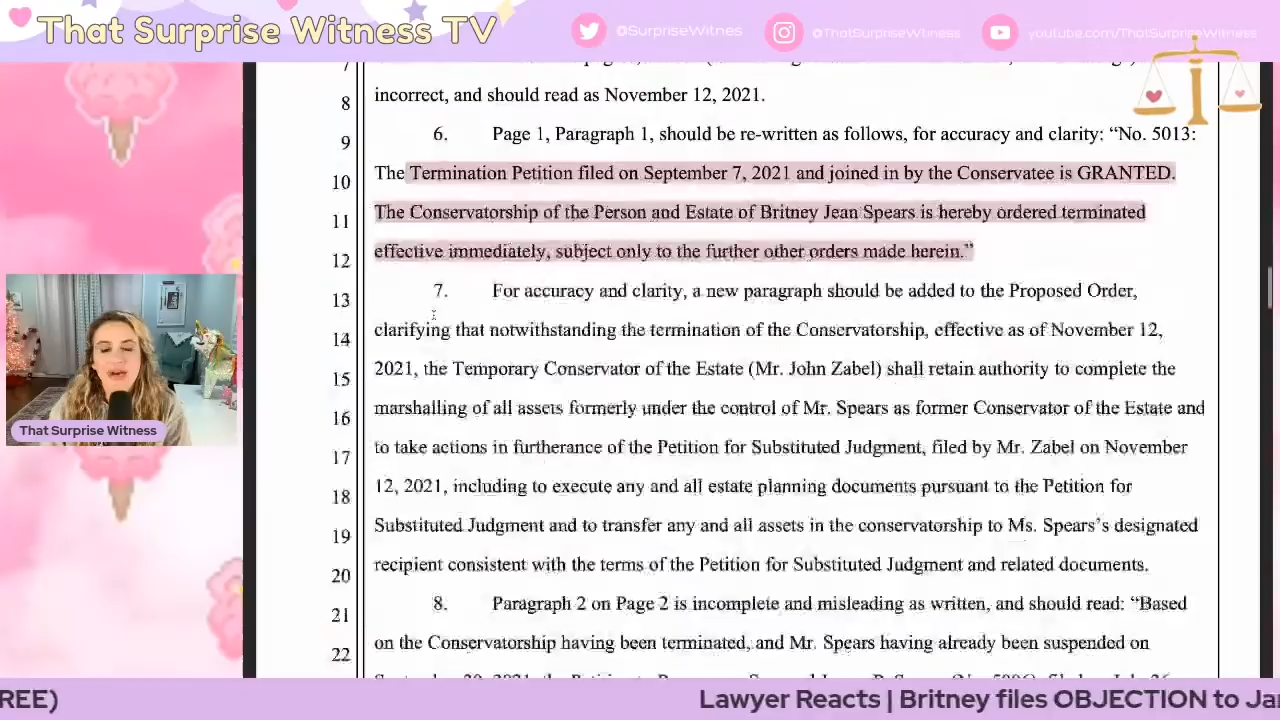 That Surprise Witness TV
@SurpriseWitnes
@ThatSurpriseWitness
youtube.com/ThatSurpriseWitness
7
8 incorrect, and should read as November 12, 2021.
9 6. Page 1, Paragraph 1, should be re-written as follows, for accuracy and clarity: “No. 5013:
10 The Termination Petition filed on September 7, 2021 and joined in by the Conservatee is GRANTED.
11 The Conservatorship of the Person and Estate of Britney Jean Spears is hereby ordered terminated
12 effective immediately, subject only to the further other orders made herein.”
13 7. For accuracy and clarity, a new paragraph should be added to the Proposed Order,
14 clarifying that notwithstanding the termination of the Conservatorship, effective as of November 12,
15 2021, the Temporary Conservator of the Estate (Mr. John Zabel) shall retain authority to complete the
16 marshalling of all assets formerly under the control of Mr. Spears as former Conservator of the Estate and
17 to take actions in furtherance of the Petition for Substituted Judgment, filed by Mr. Zabel on November
18 12, 2021, including to execute any and all estate planning documents pursuant to the Petition for
19 Substituted Judgment and to transfer any and all assets in the conservatorship to Ms. Spears’s designated
20 recipient consistent with the terms of the Petition for Substituted Judgment and related documents.
21 8. Paragraph 2 on Page 2 is incomplete and misleading as written, and should read: “Based
22 on the Conservatorship having been terminated, and Mr. Spears having already been suspended on
That Surprise Witness
REE)
Lawyer Reacts | Britney files OBJECTION to Ja